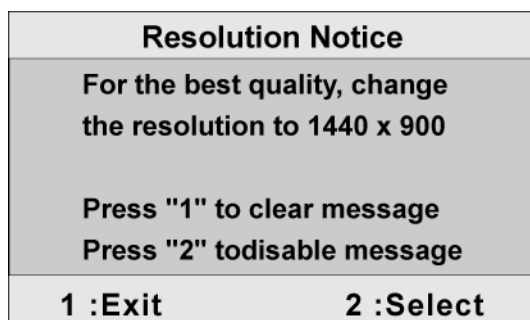 Resolution Notice
For the best quality, change
the resolution to 1440 x 900
Press "1" to clear message
Press "2" todisable message
1 :Exit 2 :Select